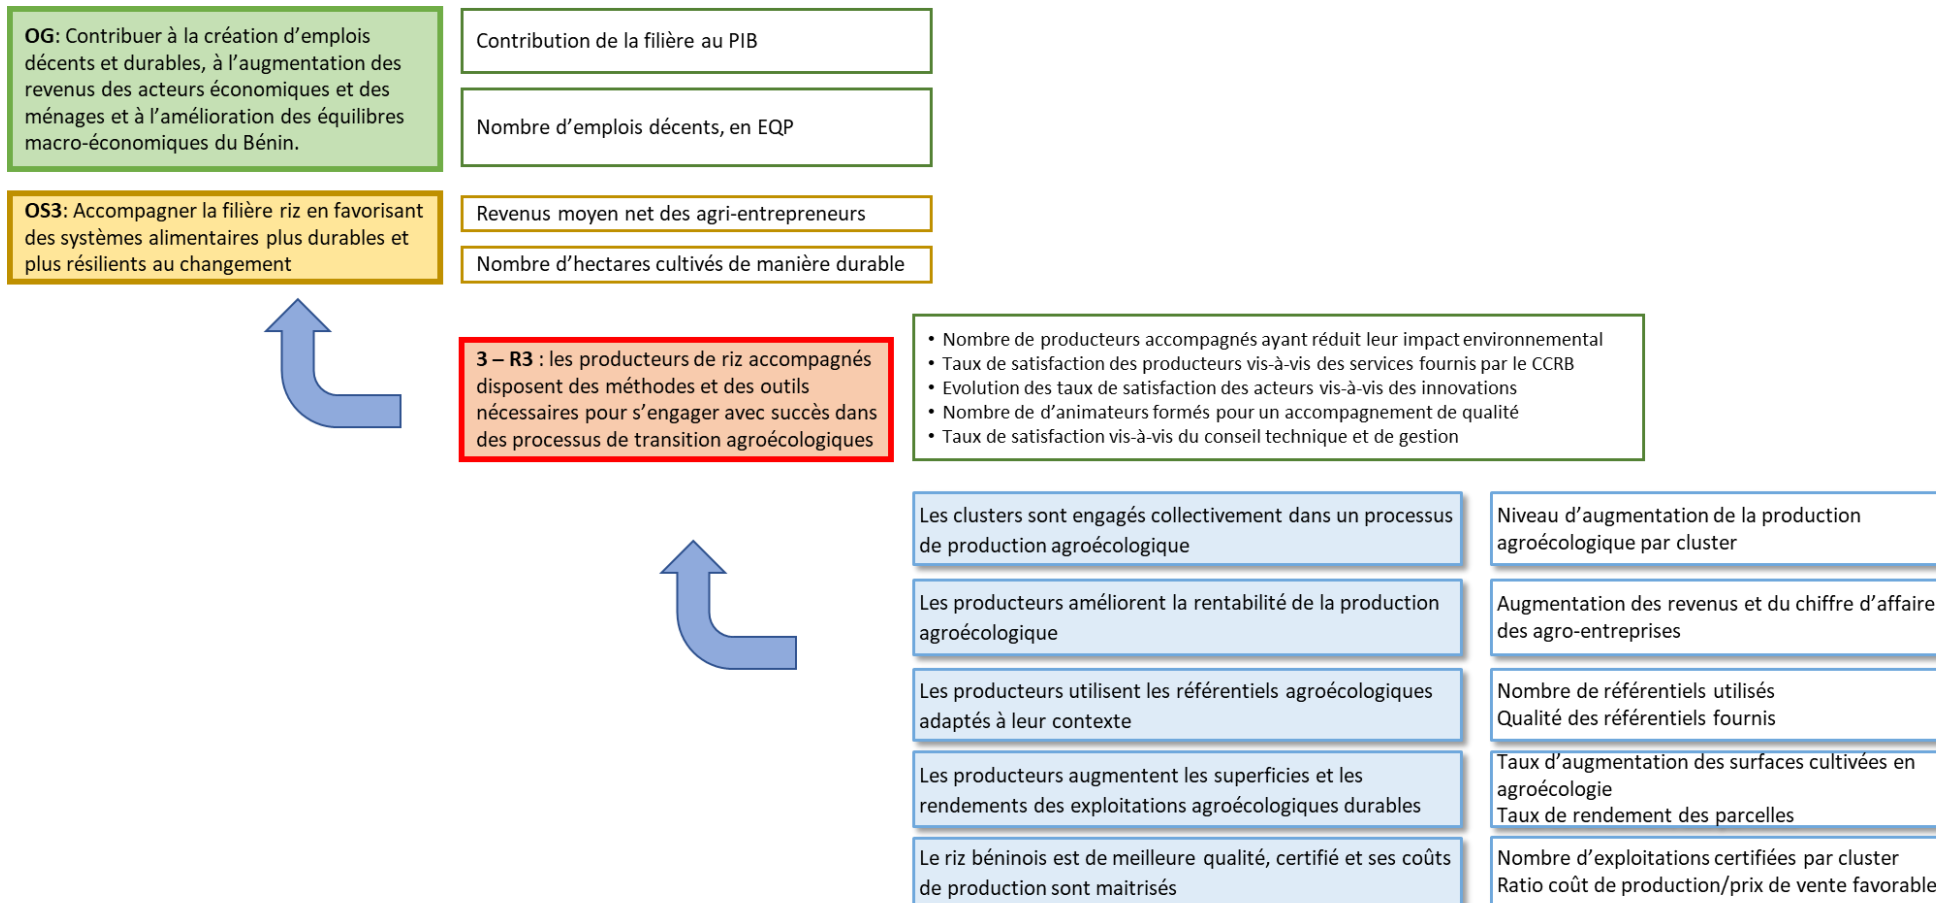 OG: Contribuer à la création d’emplois
décents et durables, à l’augmentation des
revenus des acteurs économiques et des
ménages et à l’amélioration des équilibres
macro-économiques du Bénin.
Contribution de la filière au PIB
Nombre d’emplois décents, en EQP
OS3: Accompagner la filière riz en favorisant
des systèmes alimentaires plus durables et
plus résilients au changement
Revenus moyen net des agri-entrepreneurs
Nombre d’hectares cultivés de manière durable
3 – R3 : les producteurs de riz accompagnés
disposent des méthodes et des outils
nécessaires pour s’engager avec succès dans
des processus de transition agroécologiques
• Nombre de producteurs accompagnés ayant réduit leur impact environnemental
• Taux de satisfaction des producteurs vis-à-vis des services fournis par le CCRB
• Evolution des taux de satisfaction des acteurs vis-à-vis des innovations
• Nombre de d’animateurs formés pour un accompagnement de qualité
• Taux de satisfaction vis-à-vis du conseil technique et de gestion
Les clusters sont engagés collectivement dans un processus
de production agroécologique
Niveau d’augmentation de la production
agroécologique par cluster
Les producteurs améliorent la rentabilité de la production
agroécologique
Augmentation des revenus et du chiffre d’affaire
des agro-entreprises
Les producteurs utilisent les référentiels agroécologiques
adaptés à leur contexte
Nombre de référentiels utilisés
Qualité des référentiels fournis
Les producteurs augmentent les superficies et les
rendements des exploitations agroécologiques durables
Taux d’augmentation des surfaces cultivées en
agroécologie
Taux de rendement des parcelles
Le riz béninois est de meilleure qualité, certifié et ses coûts
de production sont maitrisés
Nombre d’exploitations certifiées par cluster
Ratio coût de production/prix de vente favorable